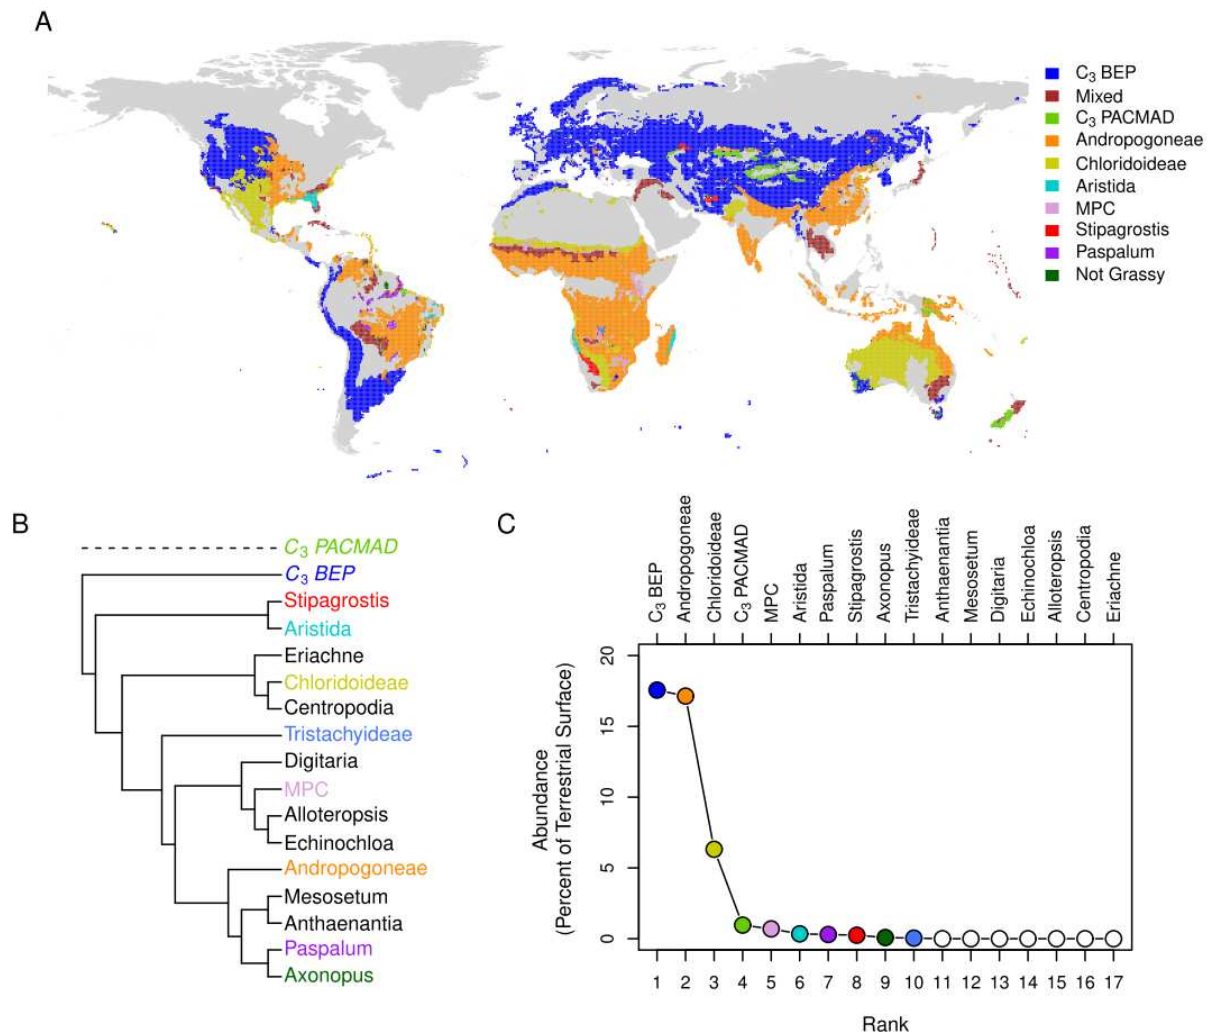 A
C₃ BEP
Mixed
C₃ PACMAD
Andropogoneae
Chloridoideae
Aristida
MPC
Stipagrostis
Paspalum
Not Grassy
B
C₃ PACMAD
C₃ BEP
Stipagrostis
Aristida
Eriachne
Chloridoideae
Centropodia
Tristachyideae
Digitaria
MPC
Alloteropsis
Echinochloa
Andropogoneae
Mesosetum
Anthaenantia
Paspalum
Axonopus
C
C₃ BEP
Andropogoneae
Chloridoideae
C₃ PACMAD
MPC
Aristida
Paspalum
Stipagrostis
Axonopus
Tristachyideae
Anthaenantia
Mesosetum
Digitaria
Echinochloa
Alloteropsis
Centropodia
Eriachne
Abundance
(Percent of Terrestrial Surface)
20
15
10
5
0
1 2 3 4 5 6 7 8 9 10 11 12 13 14 15 16 17
Rank